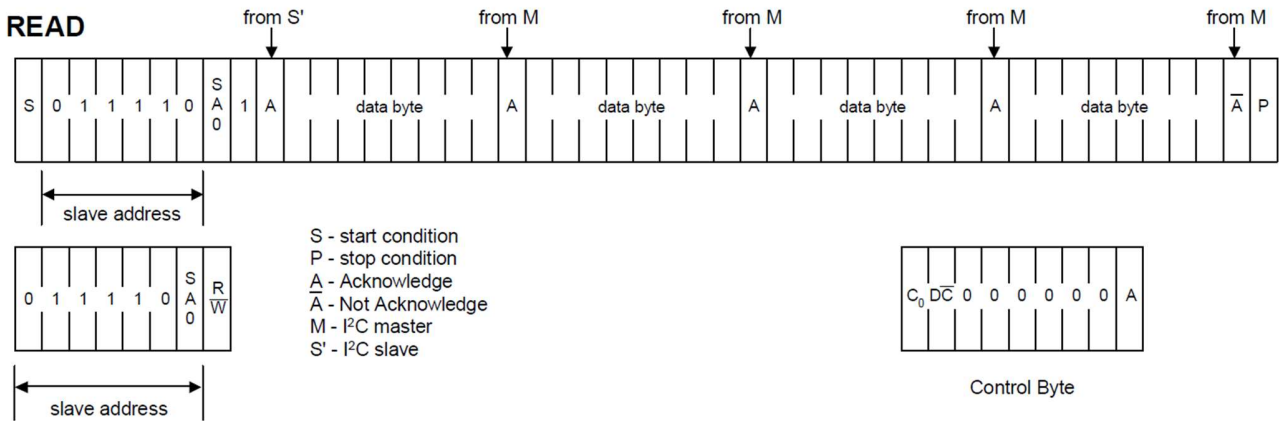 READ
from S' from M from M from M from M
S 0 1 1 1 1 0 SA0 1 A data byte A data byte A data byte A data byte A̅ P
slave address
0 1 1 1 1 0 SA0 R/W̅
slave address
S - start condition
P - stop condition
A - Acknowledge
A̅ - Not Acknowledge
M - I²C master
S' - I²C slave
C₀ DC̅ 0 0 0 0 0 0 A
Control Byte